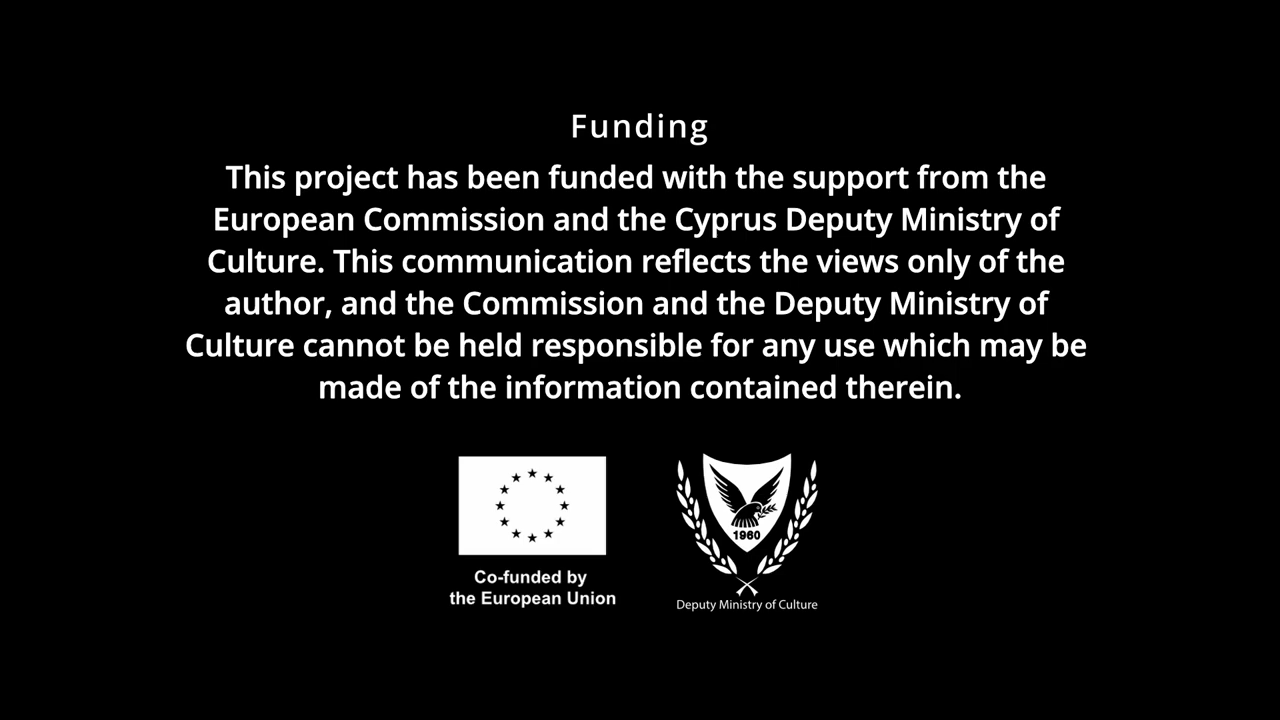 Funding
This project has been funded with the support from the
European Commission and the Cyprus Deputy Ministry of
Culture. This communication reflects the views only of the
author, and the Commission and the Deputy Ministry of
Culture cannot be held responsible for any use which may be
made of the information contained therein.
1960
Co-funded by
the European Union
Deputy Ministry of Culture